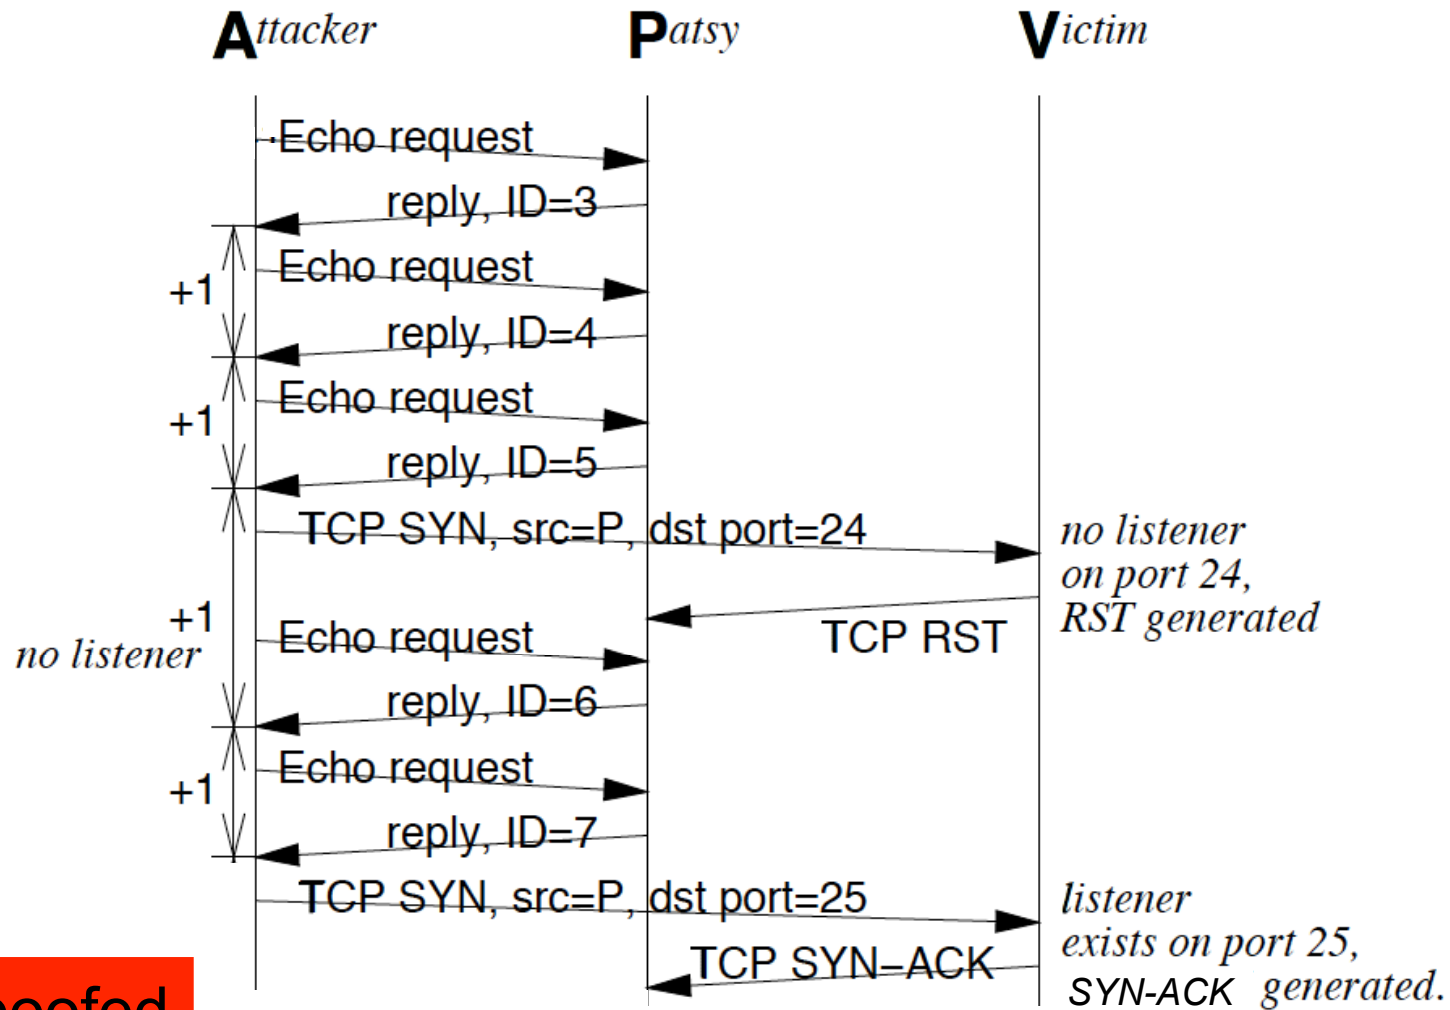 Attacker Patsy Victim
Echo request
reply, ID=3
Echo request
+1
reply, ID=4
Echo request
+1
reply, ID=5
TCP SYN, src=P, dst port=24
no listener
on port 24,
RST generated
+1
no listener
Echo request
TCP RST
reply, ID=6
Echo request
+1
reply, ID=7
TCP SYN, src=P, dst port=25
listener
exists on port 25,
SYN-ACK generated.
TCP SYN–ACK